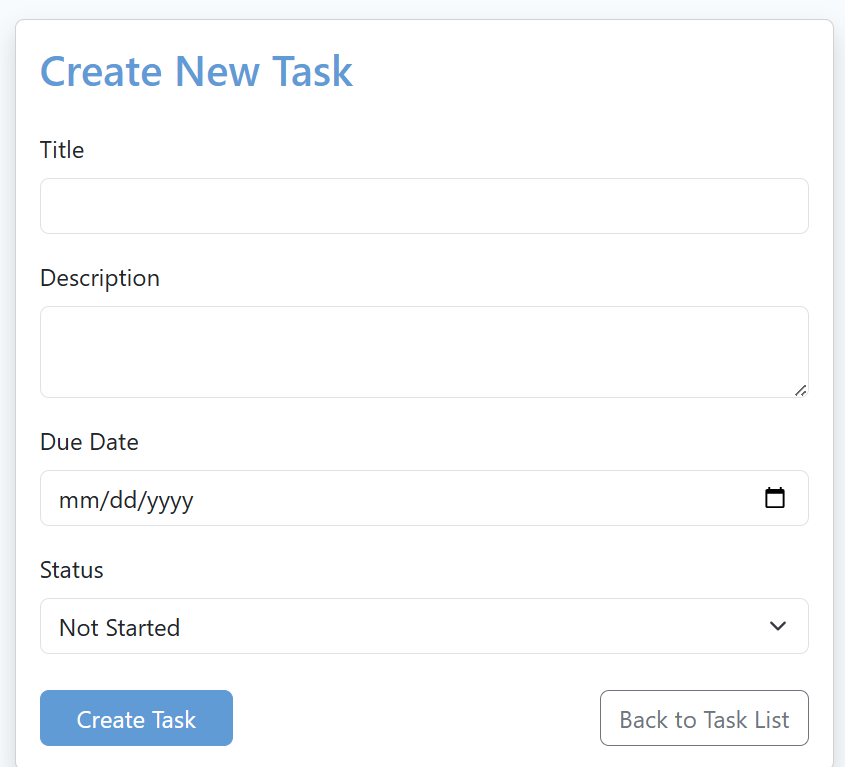 Create New Task
Title
Description
Due Date
mm/dd/yyyy
Status
Not Started
Create Task
Back to Task List